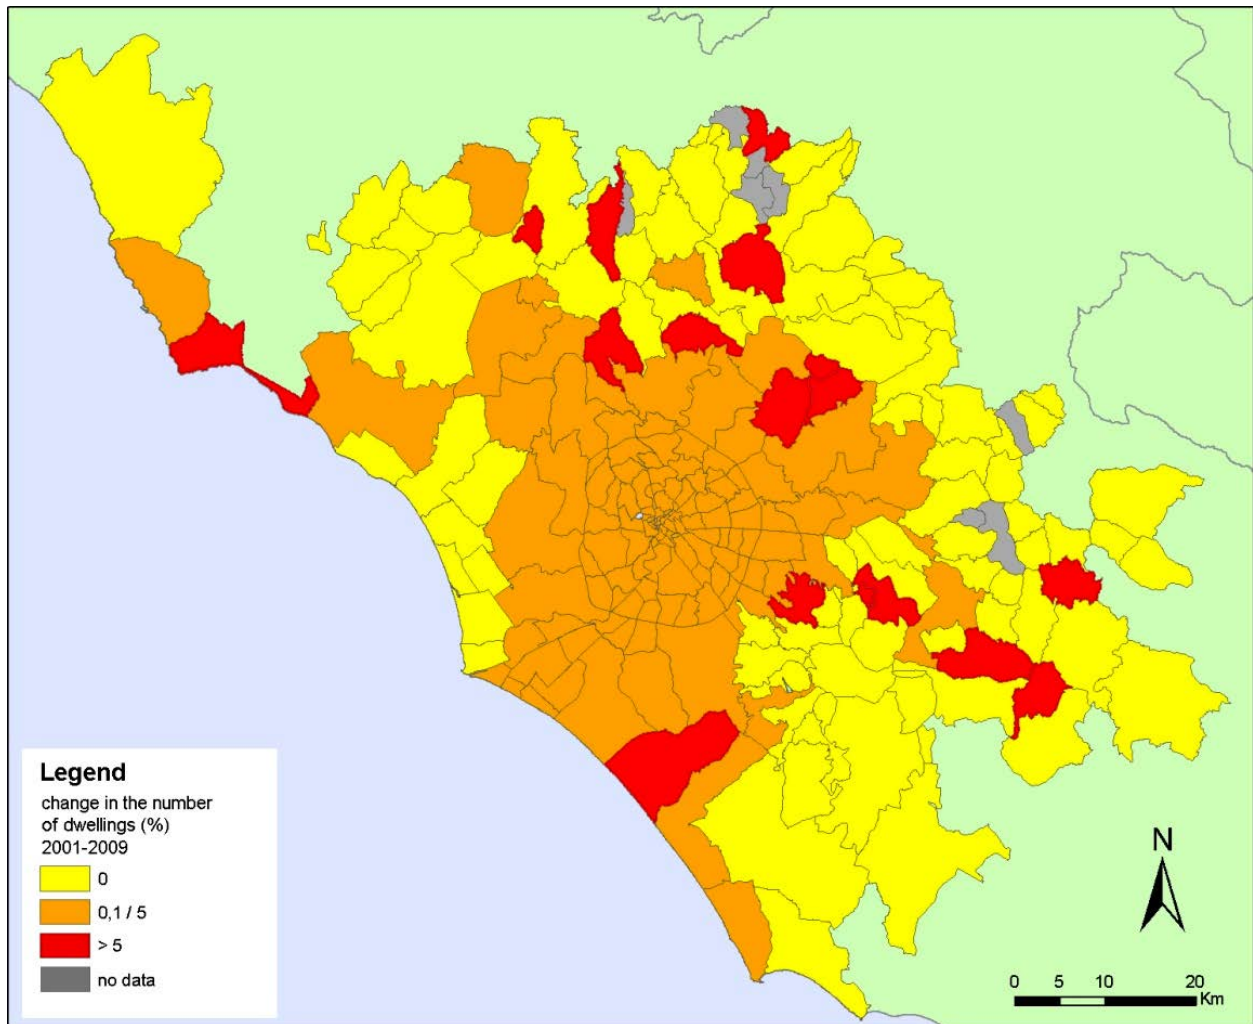 Legend
change in the number
of dwellings (%)
2001-2009
0
0,1 / 5
> 5
no data
N
0 5 10 20
Km